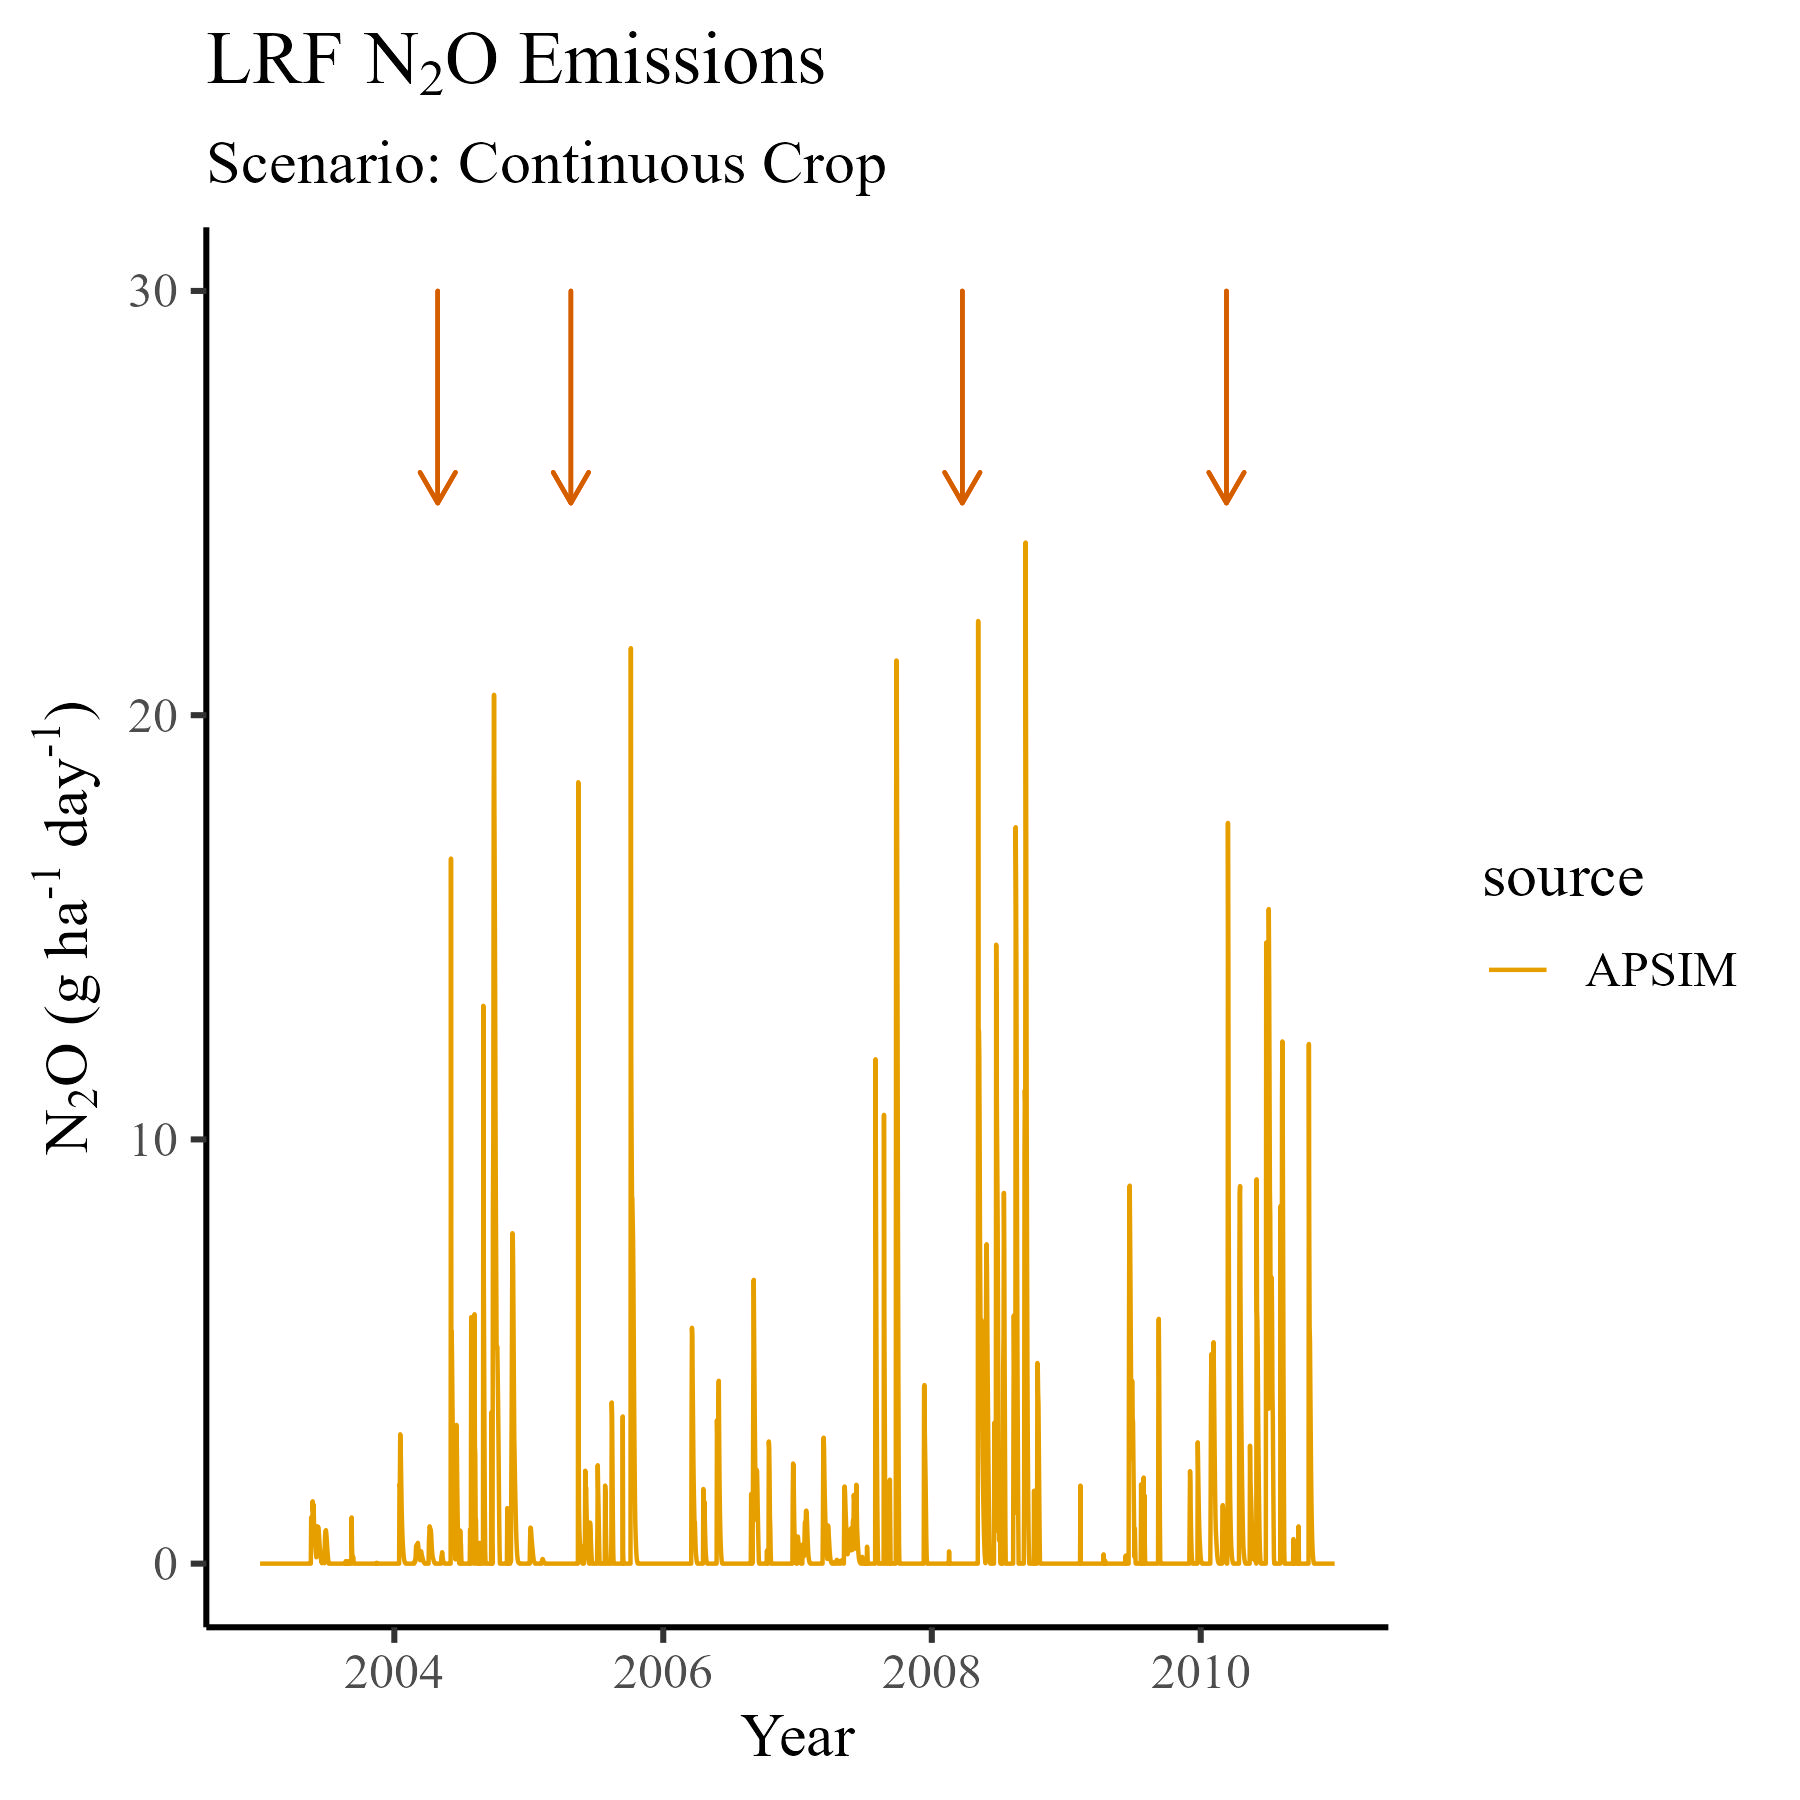 LRF N₂O Emissions
Scenario: Continuous Crop
N₂O (g ha⁻¹ day⁻¹)
30
20
10
0
2004 2006 2008 2010
Year
source
APSIM